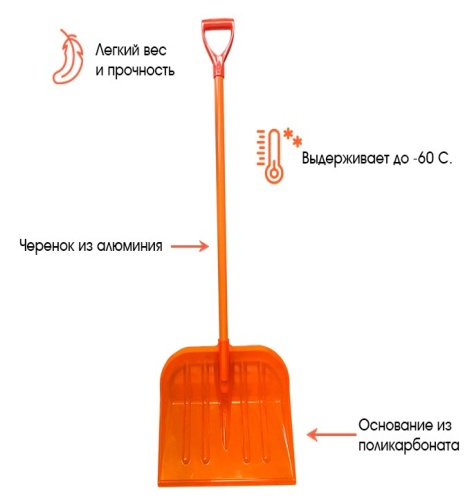 Легкий вес
и прочность
Выдерживает до -60 С.
Черенок из алюминия
Основание из
поликарбоната